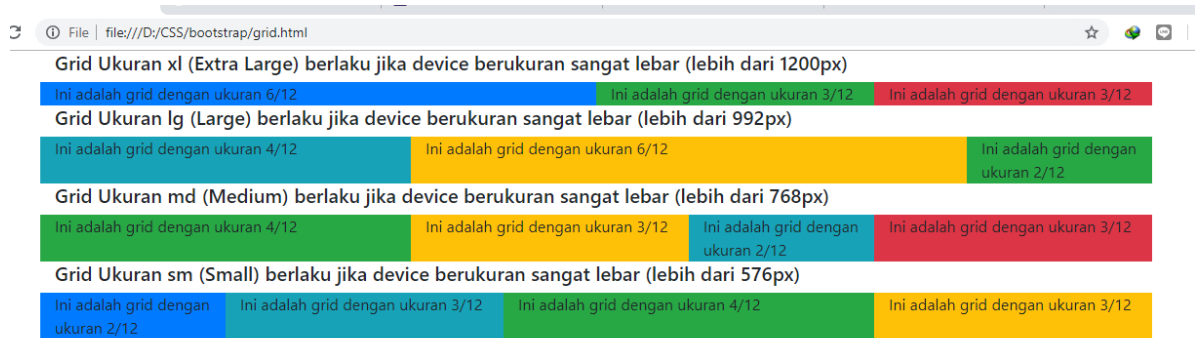 File | file:///D:/CSS/bootstrap/grid.html
Grid Ukuran xl (Extra Large) berlaku jika device berukuran sangat lebar (lebih dari 1200px)
Ini adalah grid dengan ukuran 6/12 Ini adalah grid dengan ukuran 3/12 Ini adalah grid dengan ukuran 3/12
Grid Ukuran lg (Large) berlaku jika device berukuran sangat lebar (lebih dari 992px)
Ini adalah grid dengan ukuran 4/12 Ini adalah grid dengan ukuran 6/12 Ini adalah grid dengan
ukuran 2/12
Grid Ukuran md (Medium) berlaku jika device berukuran sangat lebar (lebih dari 768px)
Ini adalah grid dengan ukuran 4/12 Ini adalah grid dengan ukuran 3/12 Ini adalah grid dengan Ini adalah grid dengan ukuran 3/12
ukuran 2/12
Grid Ukuran sm (Small) berlaku jika device berukuran sangat lebar (lebih dari 576px)
Ini adalah grid dengan Ini adalah grid dengan ukuran 3/12 Ini adalah grid dengan ukuran 4/12 Ini adalah grid dengan ukuran 3/12
ukuran 2/12